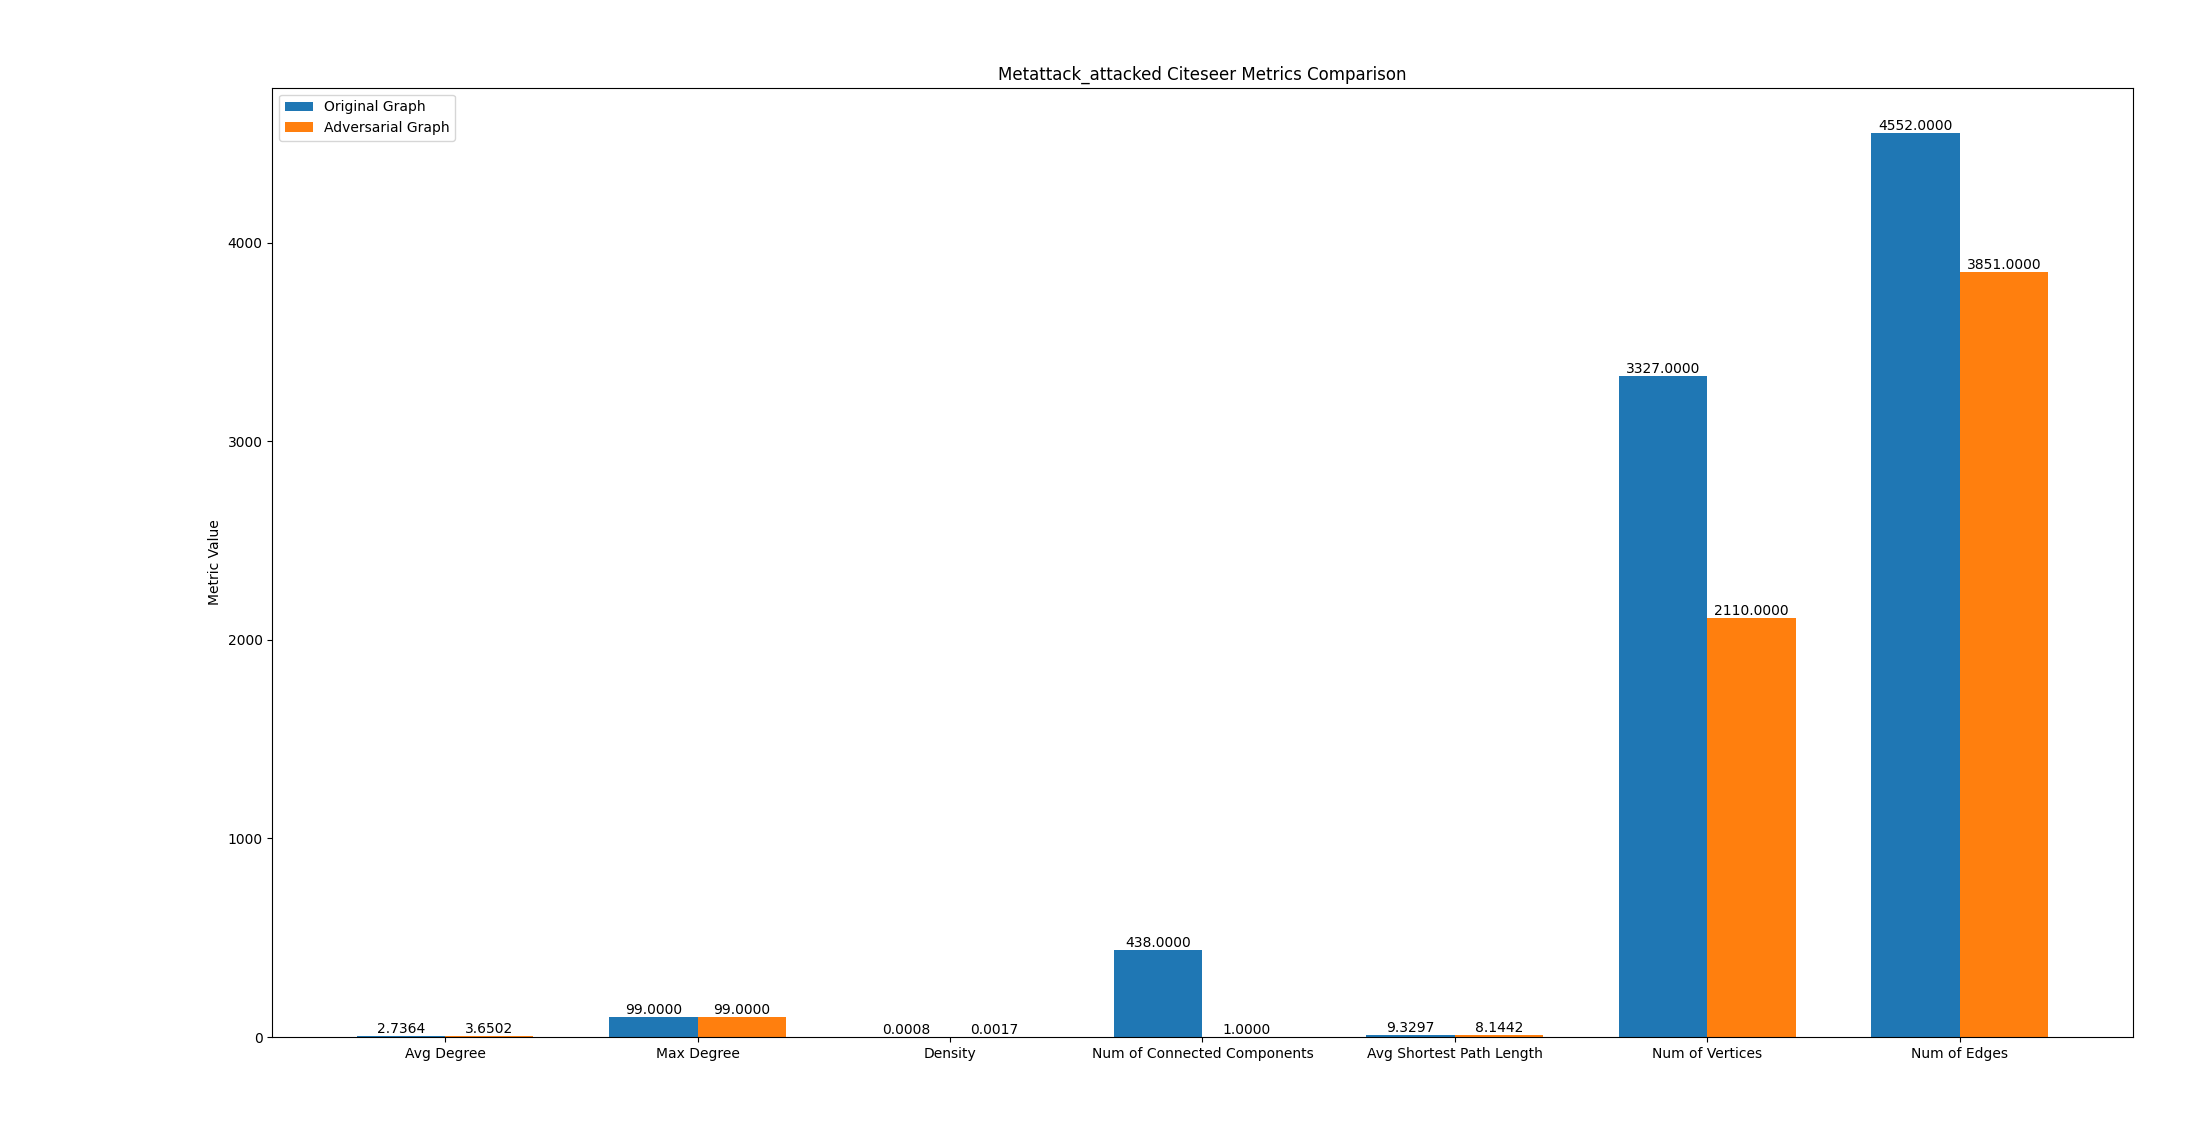 Metattack_attacked Citeseer Metrics Comparison
Original Graph
Adversarial Graph
Metric Value
4000
3000
2000
1000
0
2.7364 3.6502
99.0000 99.0000
0.0008 0.0017
438.0000 1.0000
9.3297 8.1442
3327.0000 2110.0000
4552.0000 3851.0000
Avg Degree Max Degree Density Num of Connected Components Avg Shortest Path Length Num of Vertices Num of Edges